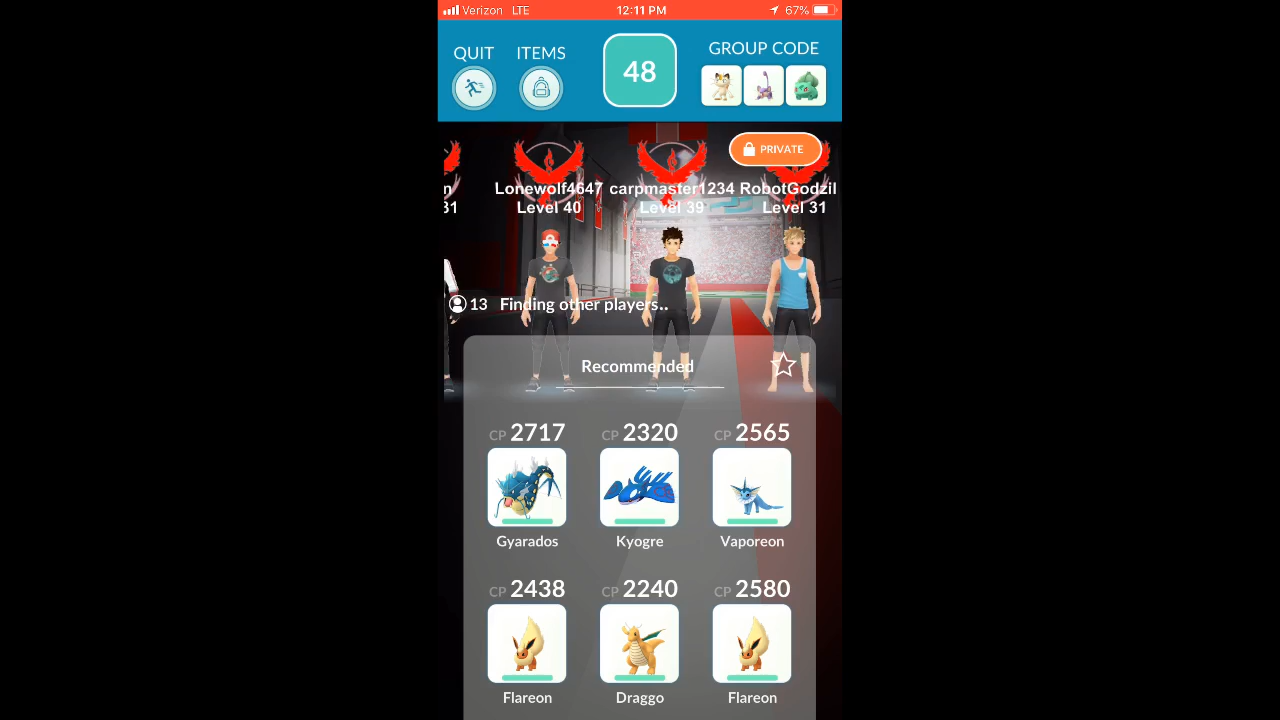 Verizon LTE 12:11 PM 67%
QUIT ITEMS 48 GROUP CODE
PRIVATE
n Lonewolf4647 carpmaster1234 RobotGodzil
31 Level 40 Level 39 Level 31
13 Finding other players..
Recommended
CP 2717 CP 2320 CP 2565
Gyarados Kyogre Vaporeon
CP 2438 CP 2240 CP 2580
Flareon Draggo Flareon